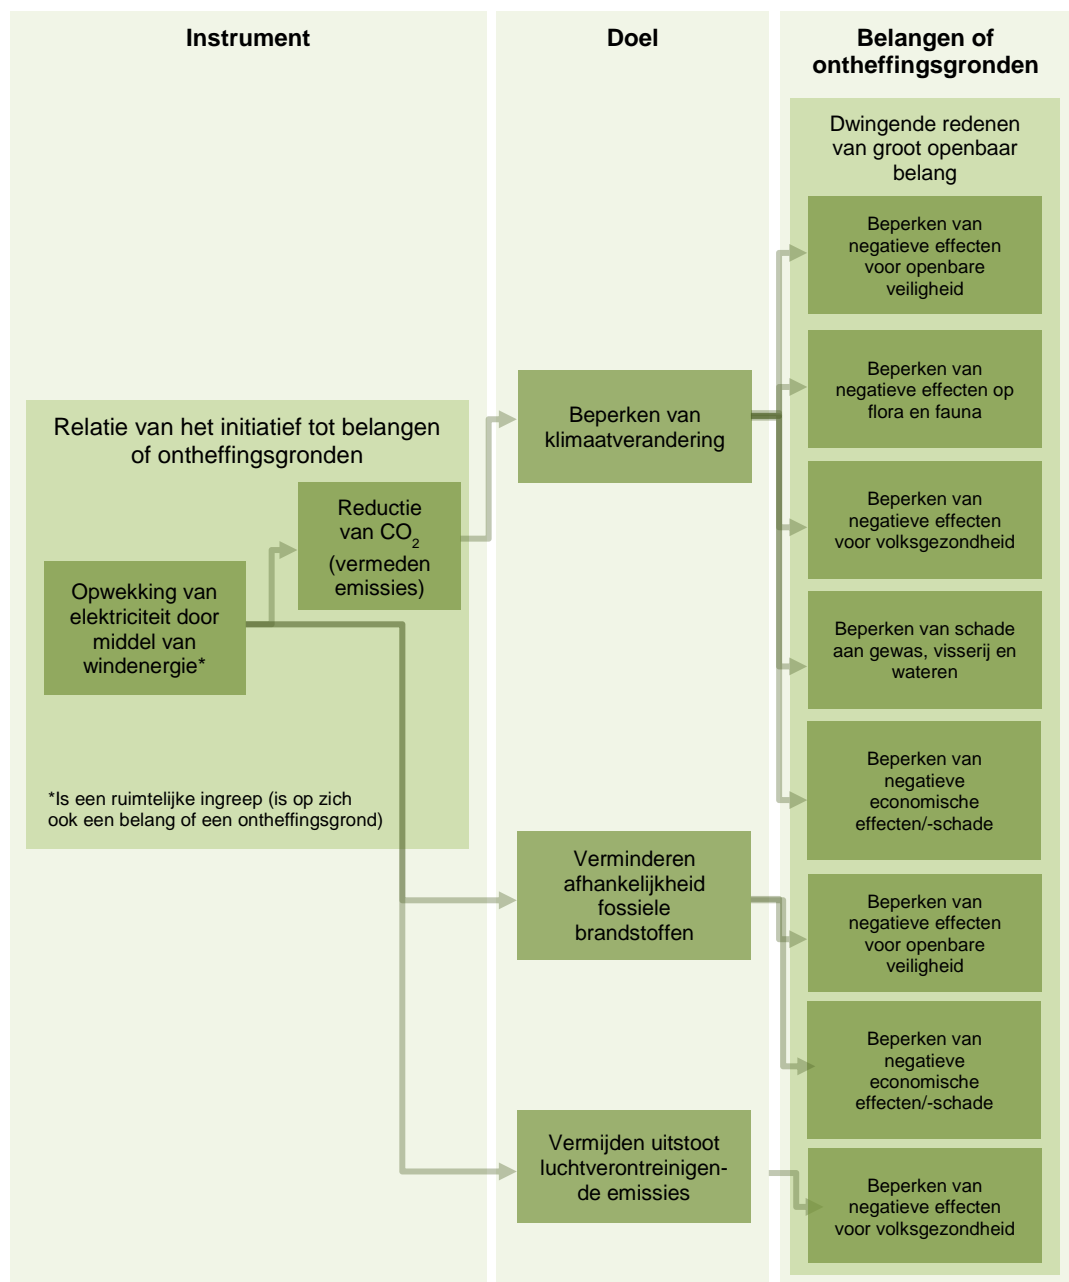 Instrument
Relatie van het initiatief tot belangen
of ontheffingsgronden
Opwekking van
elektriciteit door
middel van
windenergie*
Reductie
van CO2
(vermeden
emissies)
*Is een ruimtelijke ingreep (is op zich
ook een belang of een ontheffingsgrond)
Doel
Beperken van
klimaatverandering
Verminderen
afhankelijkheid
fossiele
brandstoffen
Vermijden uitstoot
luchtverontreinigen-
de emissies
Belangen of
ontheffingsgronden
Dwingende redenen
van groot openbaar
belang
Beperken van
negatieve effecten
voor openbare
veiligheid
Beperken van
negatieve effecten op
flora en fauna
Beperken van
negatieve effecten
voor volksgezondheid
Beperken van schade
aan gewas, visserij en
wateren
Beperken van
negatieve
economische
effecten/-schade
Beperken van
negatieve effecten
voor openbare
veiligheid
Beperken van
negatieve
economische
effecten/-schade
Beperken van
negatieve effecten
voor volksgezondheid